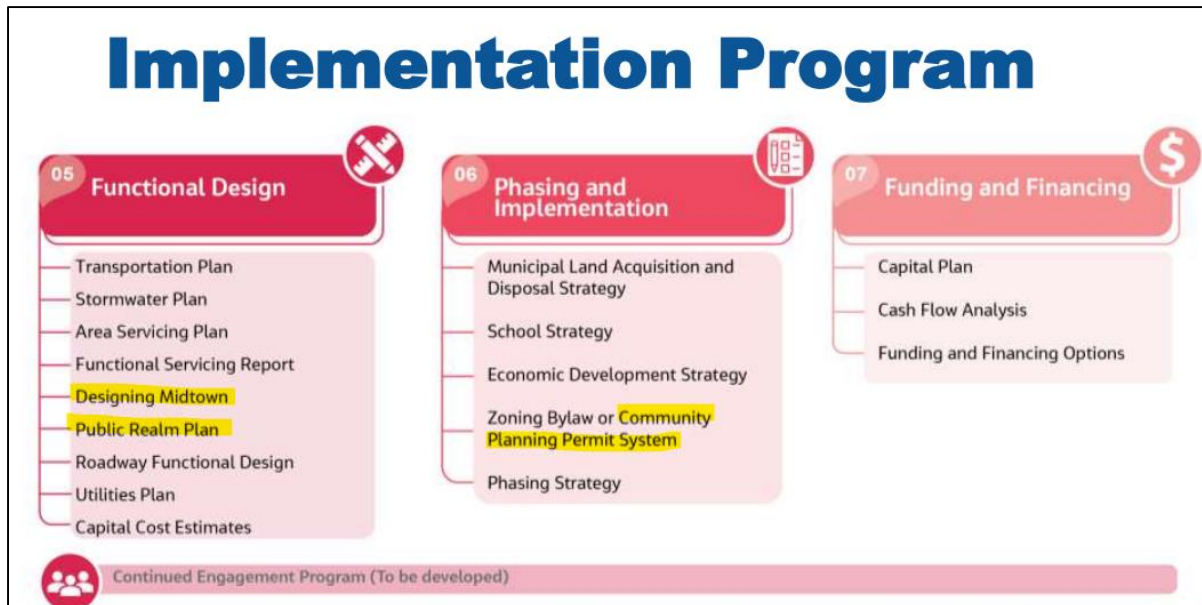 Implementation Program
05
Functional Design
Transportation Plan
Stormwater Plan
Area Servicing Plan
Functional Servicing Report
Designing Midtown
Public Realm Plan
Roadway Functional Design
Utilities Plan
Capital Cost Estimates
06
Phasing and
Implementation
Municipal Land Acquisition and
Disposal Strategy
School Strategy
Economic Development Strategy
Zoning Bylaw or Community
Planning Permit System
Phasing Strategy
07
Funding and Financing
$
Capital Plan
Cash Flow Analysis
Funding and Financing Options
Continued Engagement Program (To be developed)